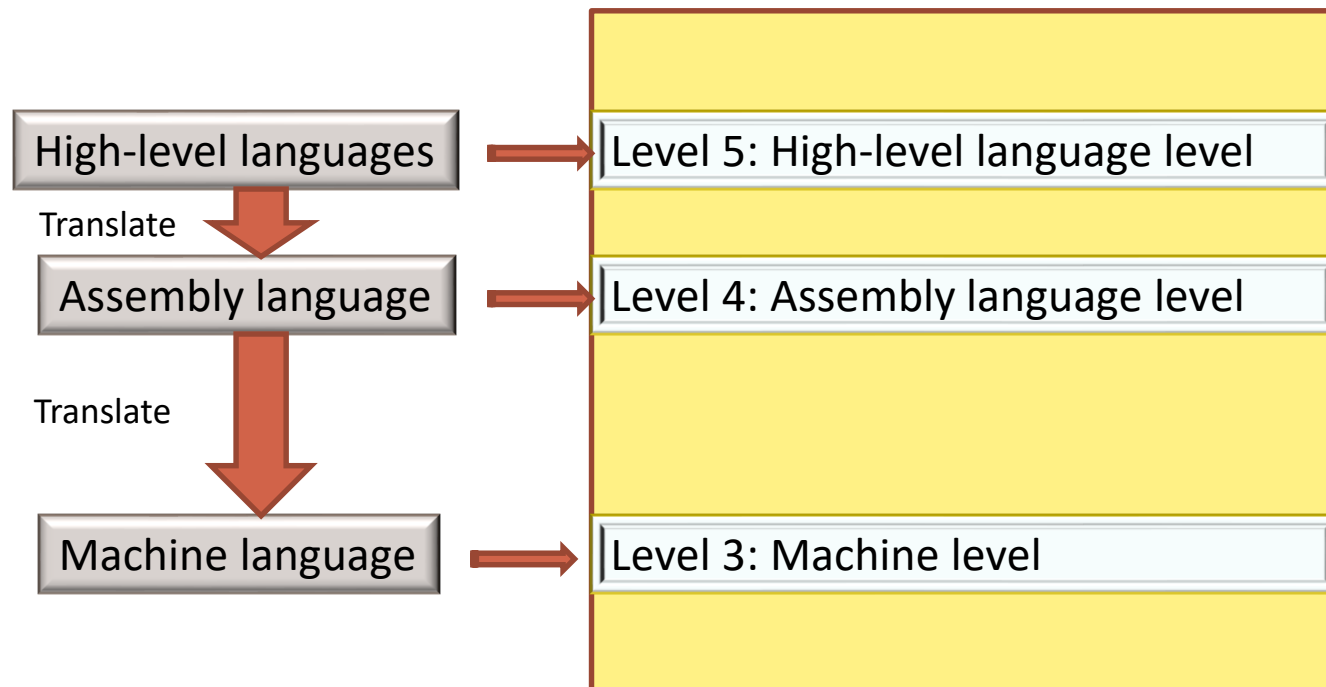 High-level languages
Level 5: High-level language level
Translate
Assembly language
Level 4: Assembly language level
Translate
Machine language
Level 3: Machine level